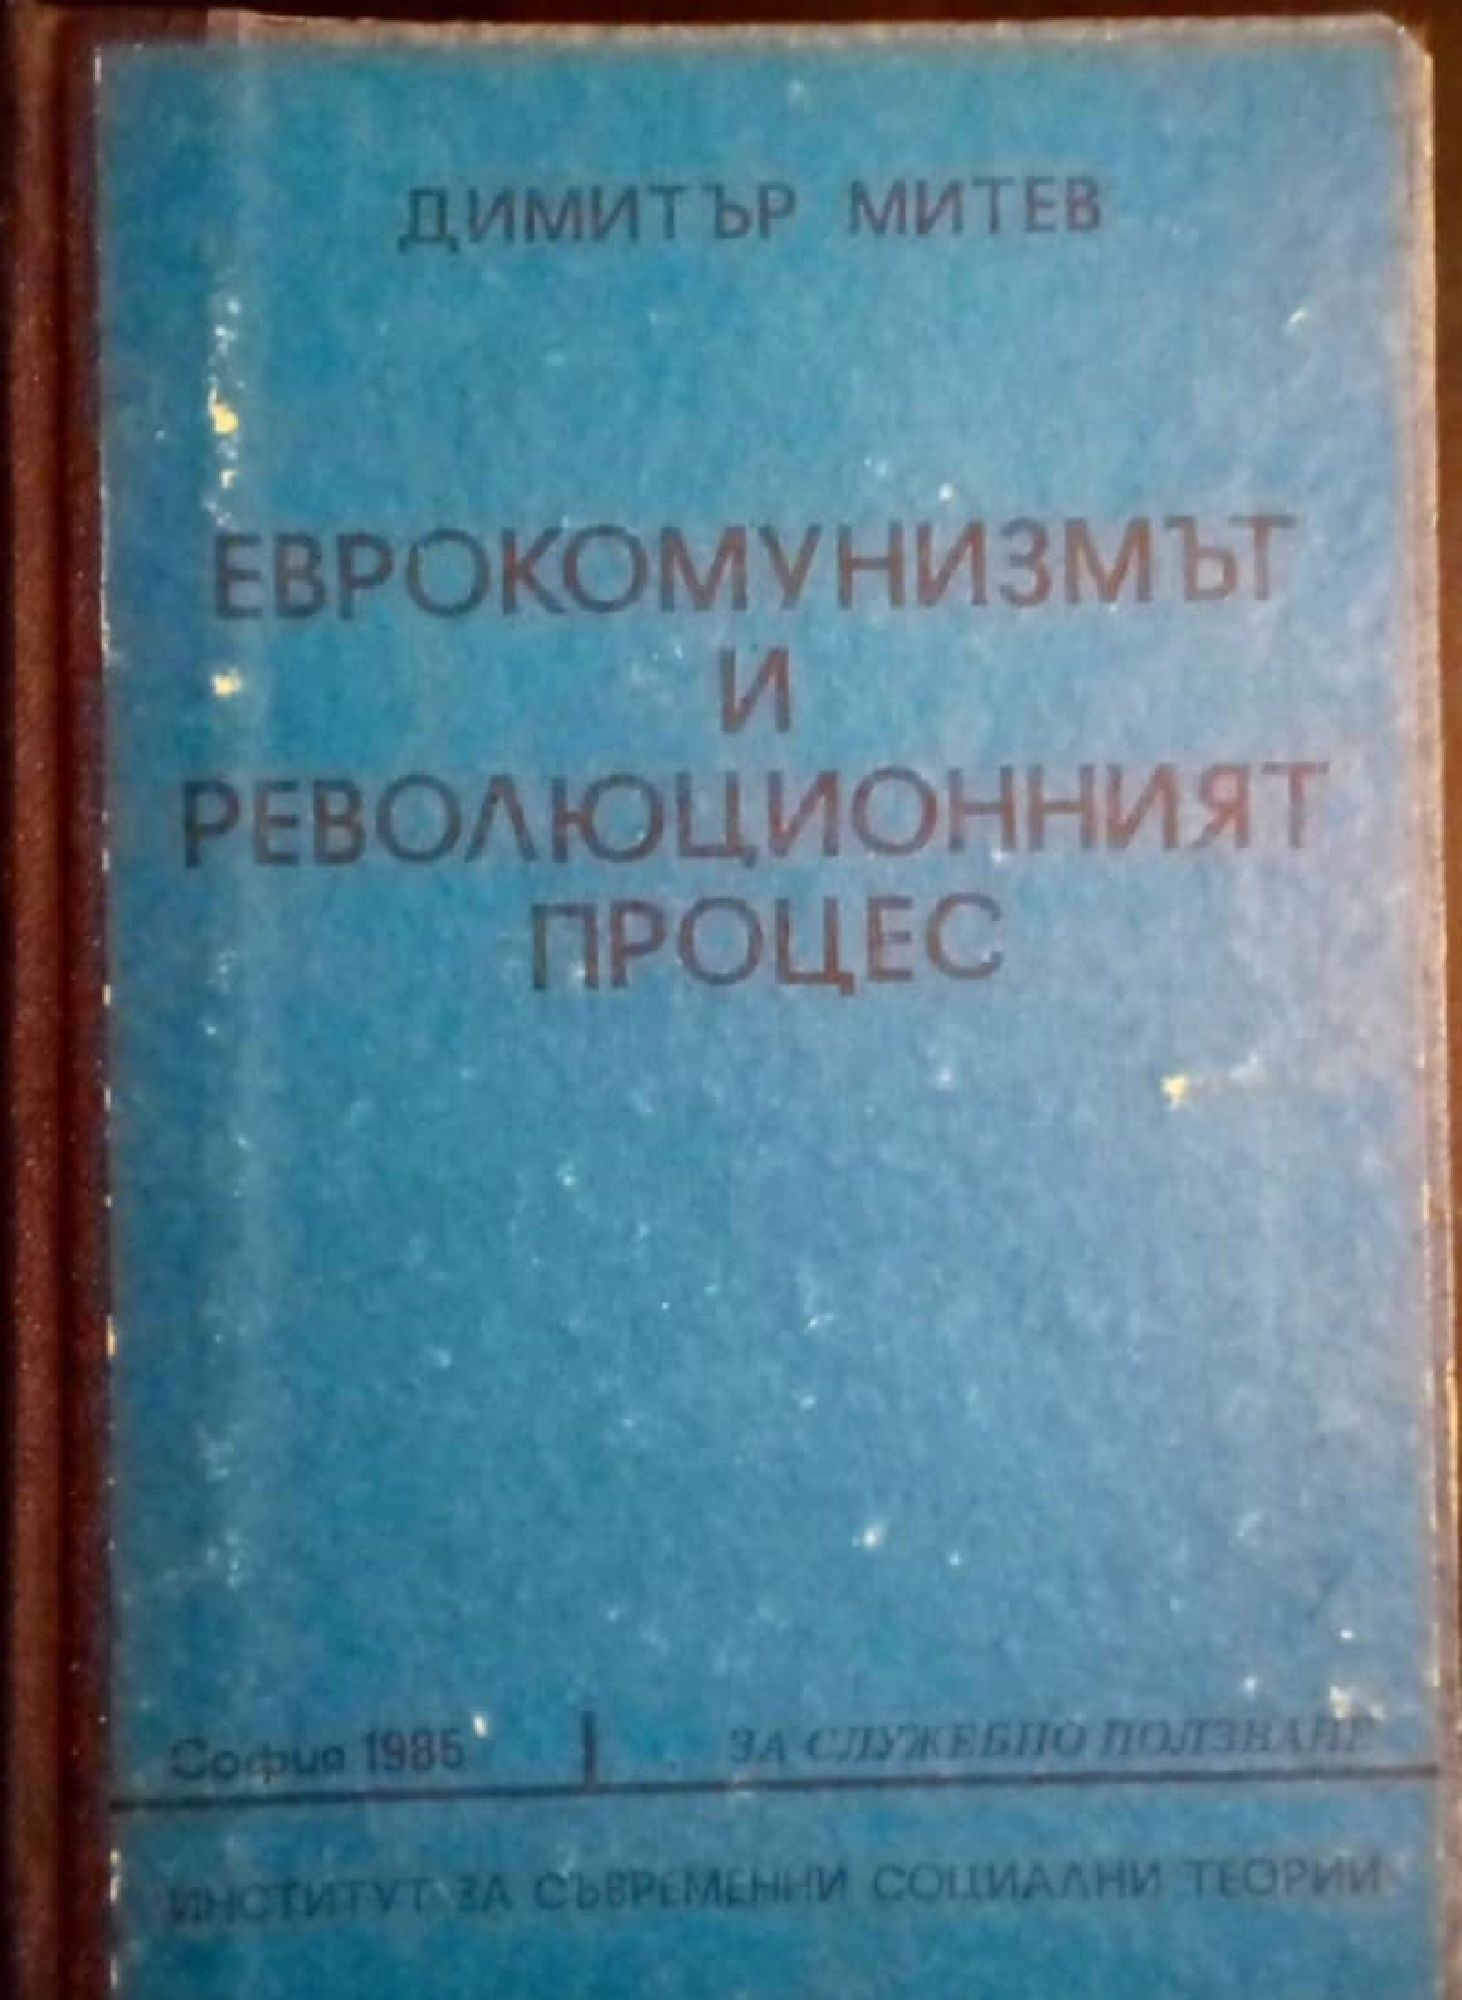 ДИМИТЪР МИТЕВ
ЕВРОКОМУНИЗМЪТ
И
РЕВОЛЮЦИОННИЯТ
ПРОЦЕС
София 1985 ЗА СЛУЖЕБНО ПОЛЗВАНЕ
ИНСТИТУТ ЗА СЪВРЕМЕННИ СОЦИАЛНИ ТЕОРИИ